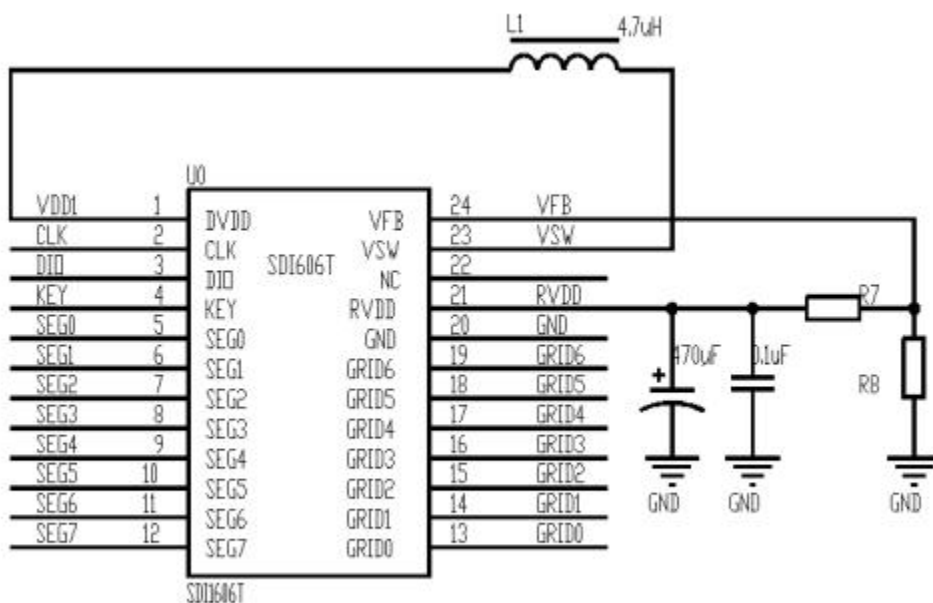 L1 4.7uH
U0
VDD1 1 DVDD VFB 24 VFB
CLK 2 CLK VSW 23 VSW
SD1606T
DIO 3 DIO NC 22
KEY 4 KEY RVDD 21 RVDD R7
SEG0 5 SEG0 GND 20 GND
SEG1 6 SEG1 GRID6 19 GRID6 470uF 0.1uF
SEG2 7 SEG2 GRID5 18 GRID5 R8
SEG3 8 SEG3 GRID4 17 GRID4
SEG4 9 SEG4 GRID3 16 GRID3
SEG5 10 SEG5 GRID2 15 GRID2
SEG6 11 SEG6 GRID1 14 GRID1 GND GND GND
SEG7 12 SEG7 GRID0 13 GRID0
SD1606T